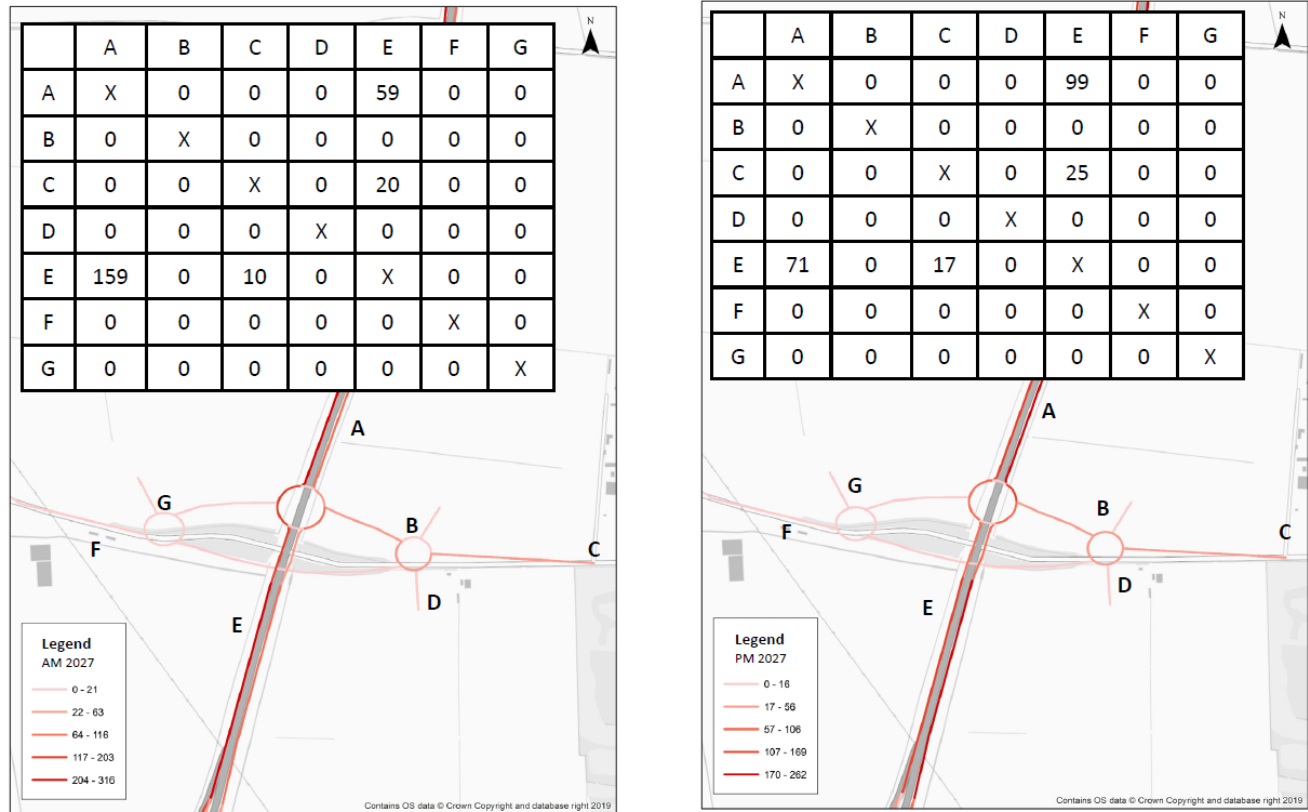 N
A B C D E F G
A X 0 0 0 59 0 0
B 0 X 0 0 0 0 0
C 0 0 X 0 20 0 0
D 0 0 0 X 0 0 0
E 159 0 10 0 X 0 0
F 0 0 0 0 0 X 0
G 0 0 0 0 0 0 X
A
G
B
F
C
D
E
Legend
AM 2027
0 - 21
22 - 63
64 - 116
117 - 203
204 - 316
Contains OS data © Crown Copyright and database right 2019
N
A B C D E F G
A X 0 0 0 99 0 0
B 0 X 0 0 0 0 0
C 0 0 X 0 25 0 0
D 0 0 0 X 0 0 0
E 71 0 17 0 X 0 0
F 0 0 0 0 0 X 0
G 0 0 0 0 0 0 X
A
G
B
F
C
D
E
Legend
PM 2027
0 - 16
17 - 56
57 - 106
107 - 169
170 - 262
Contains OS data © Crown Copyright and database right 2019